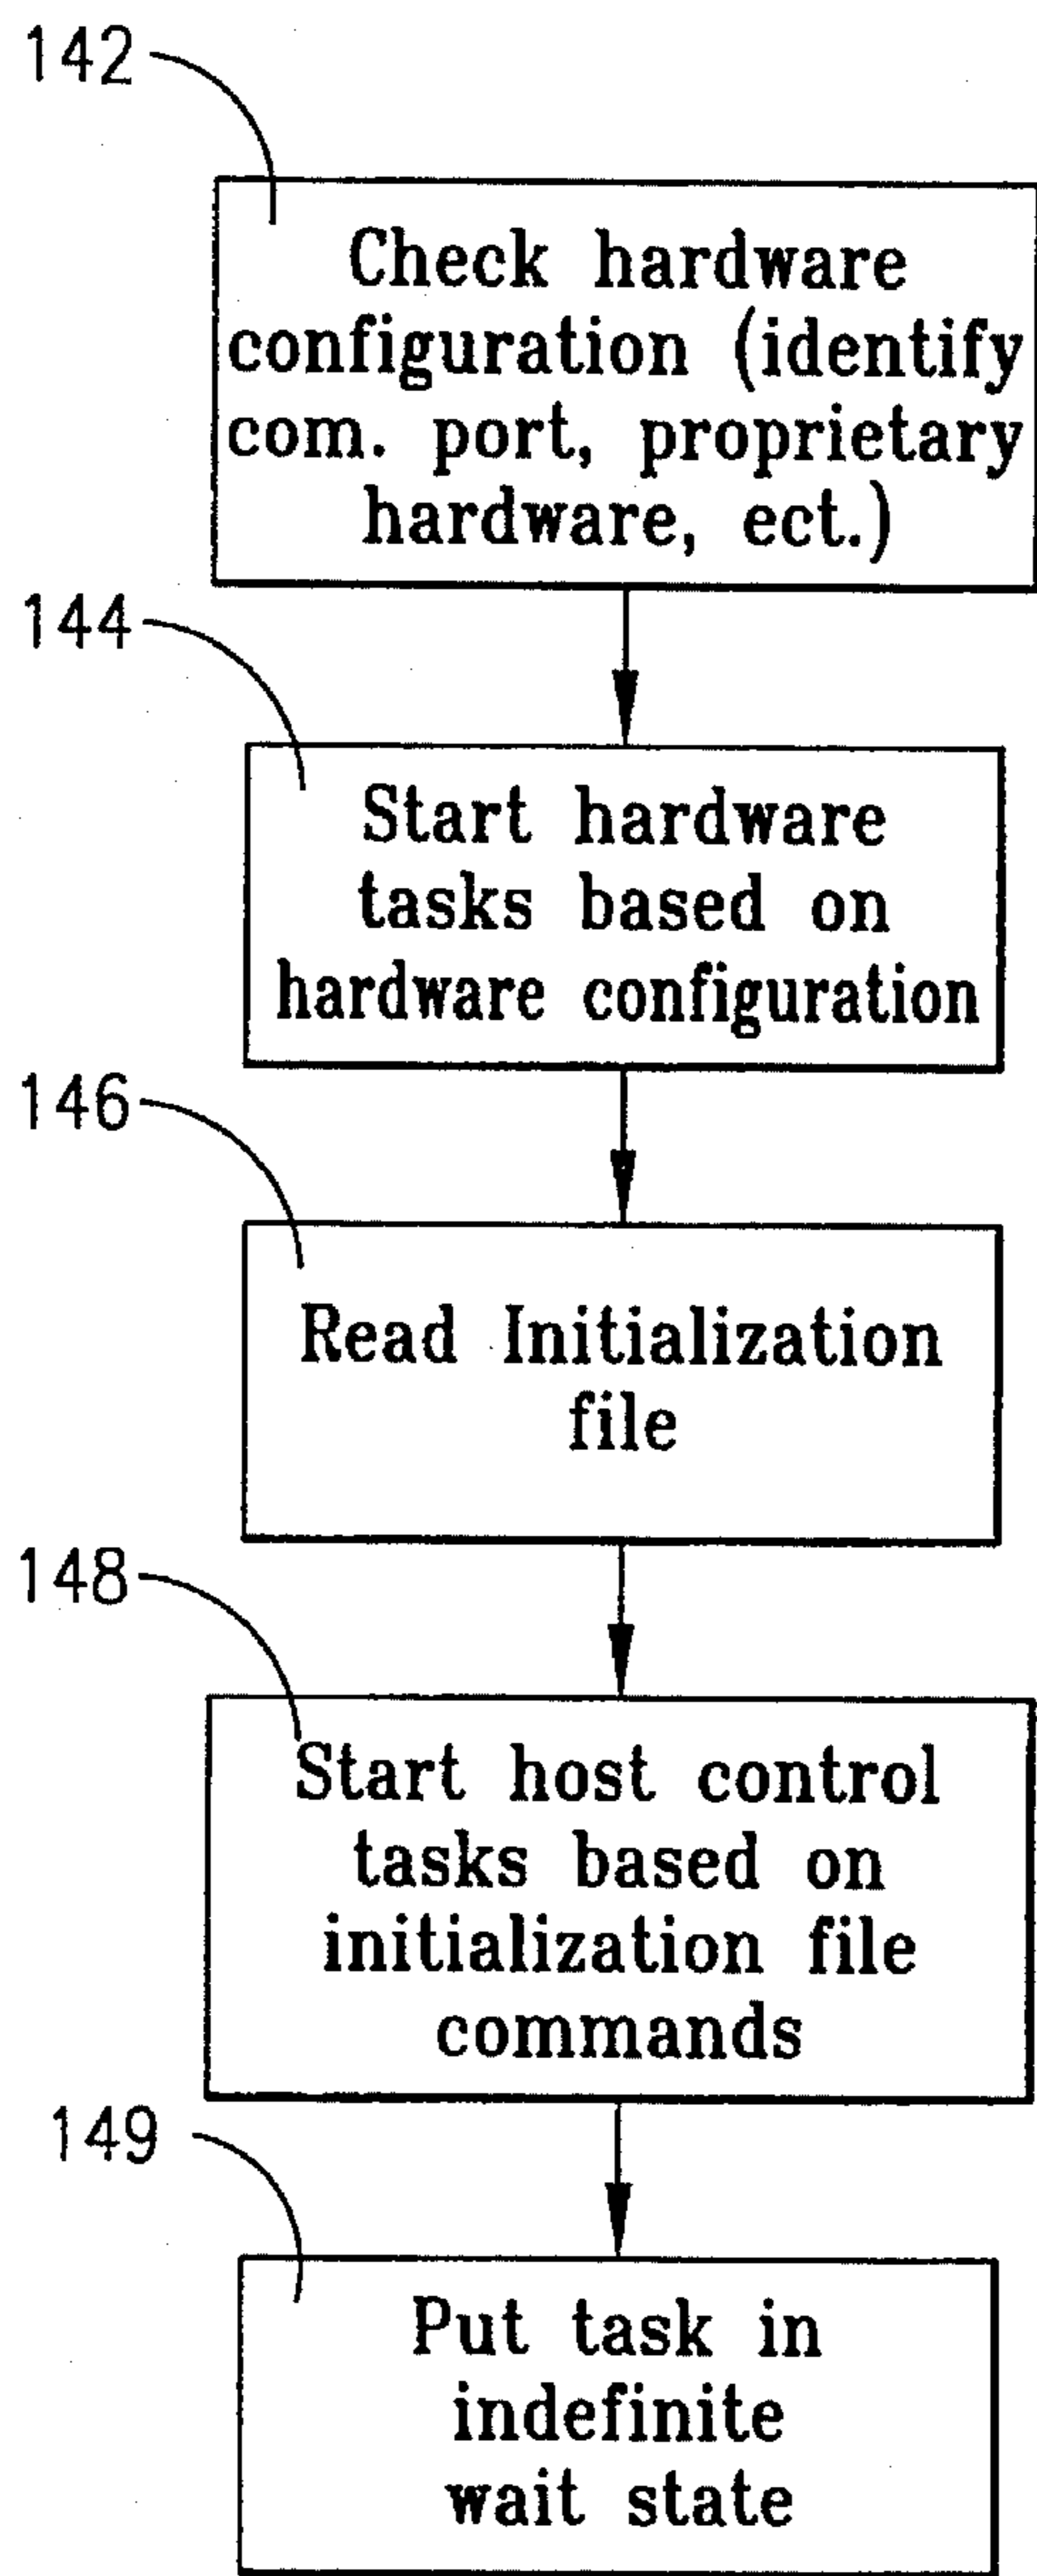 142
Check hardware
configuration (identify
com. port, proprietary
hardware, ect.)
144
Start hardware
tasks based on
hardware configuration
146
Read Initialization
file
148
Start host control
tasks based on
initialization file
commands
149
Put task in
indefinite
wait state